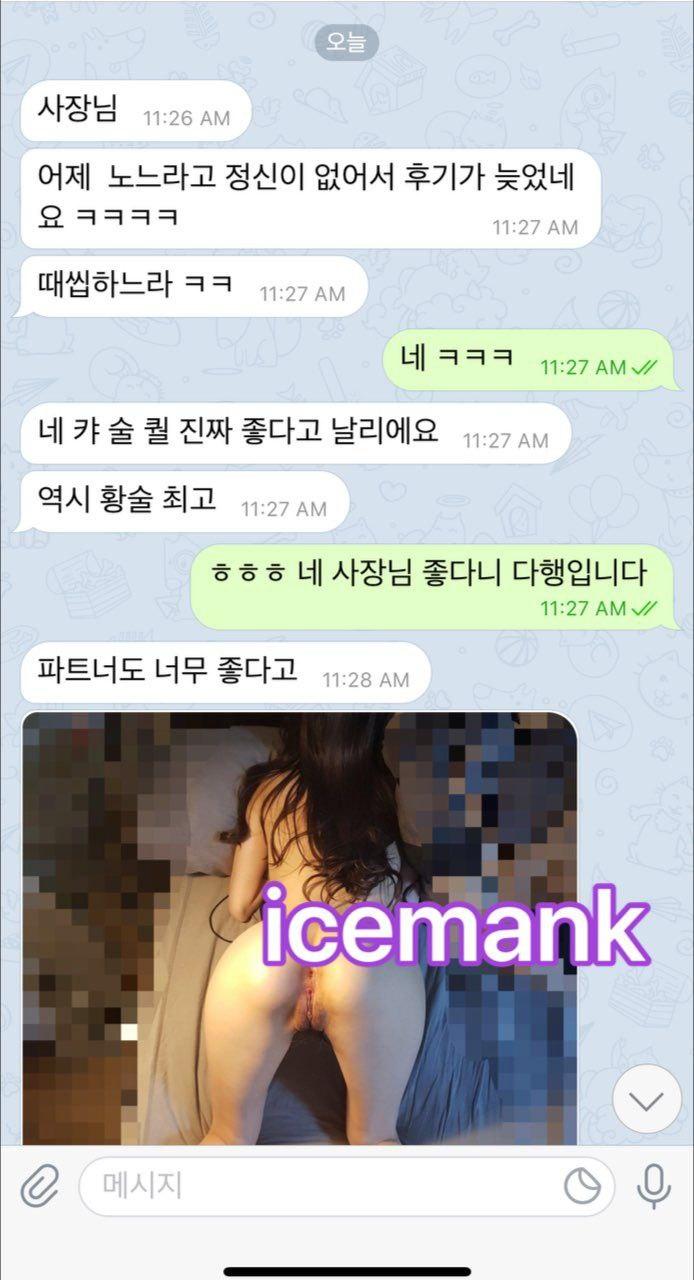 오늘
사장님 11:26 AM
어제 노느라고 정신이 없어서 후기가 늦었네
요 ㅋㅋㅋㅋ 11:27 AM
때씹하느라 ㅋㅋ 11:27 AM
네 ㅋㅋㅋ 11:27 AM
네 캬 술 퀄 진짜 좋다고 날리에요 11:27 AM
역시 황술 최고 11:27 AM
ㅎㅎㅎ 네 사장님 좋다니 다행입니다
11:27 AM
파트너도 너무 좋다고 11:28 AM
icemank
메시지